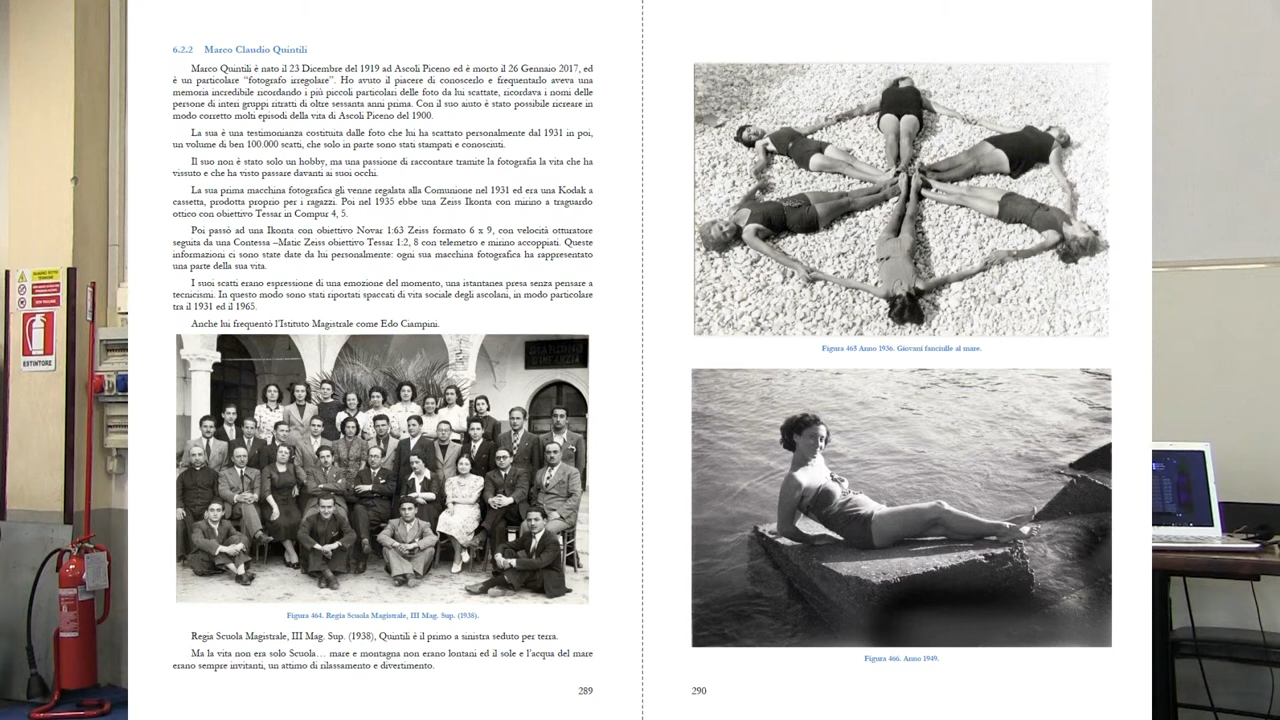 6.2.2 Marco Claudio Quintili
Marco Quintili è nato il 23 Dicembre del 1919 ad Ascoli Piceno ed è morto il 26 Gennaio 2017, ed
è un particolare “fotografo irregolare”. Ho avuto il piacere di conoscerlo e frequentarlo aveva una
memoria incredibile ricordando i più piccoli particolari delle foto da lui scattate, ricordava i nomi delle
persone di interi gruppi ritratti di oltre sessanta anni prima. Con il suo aiuto è stato possibile ricreare in
modo corretto molti episodi della vita di Ascoli Piceno del 1900.
La sua è una testimonianza costituita dalle foto che lui ha scattato personalmente dal 1931 in poi,
un volume di ben 100.000 scatti, che solo in parte sono stati stampati e conosciuti.
Il suo non è stato solo un hobby, ma una passione di raccontare tramite la fotografia la vita che ha
vissuto e che ha visto passare davanti ai suoi occhi.
La sua prima macchina fotografica gli venne regalata alla Comunione nel 1931 ed era una Kodak a
cassetta, prodotta proprio per i ragazzi. Poi nel 1935 ebbe una Zeiss Ikonta con mirino a traguardo
ottico con obiettivo Tessar in Compur 4, 5.
Poi passò ad una Ikonta con obiettivo Novar 1:63 Zeiss formato 6 x 9, con velocità otturatore
seguita da una Contessa –Matic Zeiss obiettivo Tessar 1:2, 8 con telemetro e mirino accoppiati. Queste
informazioni ci sono state date da lui personalmente: ogni sua macchina fotografica ha rappresentato
una parte della sua vita.
I suoi scatti erano espressione di una emozione del momento, una istantanea presa senza pensare a
tecnicismi. In questo modo sono stati riportati spaccati di vita sociale degli ascolani, in modo particolare
tra il 1931 ed il 1965.
Anche lui frequentò l'Istituto Magistrale come Edo Ciampini.
GIARDINO
D'INFANZIA
Figura 464. Regia Scuola Magistrale, III Mag. Sup. (1938).
Regia Scuola Magistrale, III Mag. Sup. (1938), Quintili è il primo a sinistra seduto per terra.
Ma la vita non era solo Scuola… mare e montagna non erano lontani ed il sole e l'acqua del mare
erano sempre invitanti, un attimo di rilassamento e divertimento.
289
Figura 465 Anno 1936. Giovani fanciulle al mare.
Figura 466. Anno 1949.
290
ESTINTORE